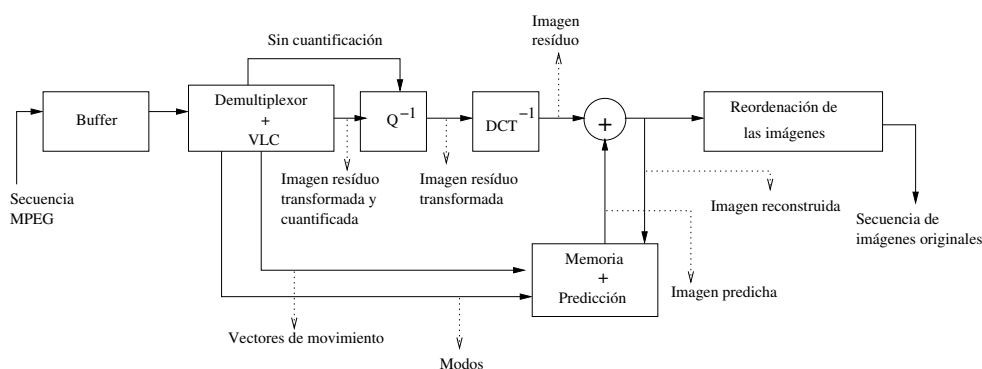 Imagen
resíduo
Sin cuantificación
Buffer
Demultiplexor
+
VLC
Q⁻¹
DCT⁻¹
+
Reordenación de
las imágenes
Secuencia
MPEG
Imagen resíduo
transformada y
cuantificada
Imagen resíduo
transformada
Imagen reconstruida
Secuencia de
imágenes originales
Memoria
+
Predicción
Imagen predicha
Vectores de movimiento
Modos